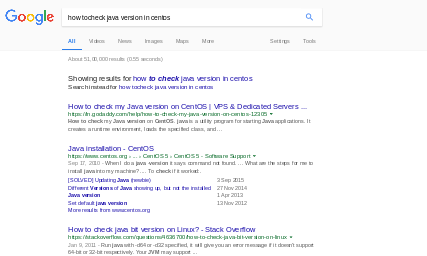 Google
how tocheck java version in centos
All Videos News Images Maps More Settings Tools
About 51,00,000 results (0.55 seconds)
Showing results for how to check java version in centos
Search instead for how tocheck java version in centos
How to check my Java version on CentOS | VPS & Dedicated Servers ...
https://in.godaddy.com/help/how-to-check-my-java-version-on-centos-12305
How to check my Java version on CentOS. java is a utility program for starting Java applications. It
creates a runtime environment, loads the specified class, and ...
Java installation - CentOS
https://www.centos.org › ... › CentOS 5 › CentOS 5 - Software Support
Sep 17, 2010 - When I do a java version it says command not found. ... What are the steps for me to
install java into my machine? ... To check if it worked.
[SOLVED] Updating Java (newbie) 3 Sep 2015
Different Versions of Java showing up, but not the installed 27 Nov 2014
Java version 1 Apr 2013
Set default java version 13 Nov 2012
More results from www.centos.org
How to check java bit version on Linux? - Stack Overflow
https://stackoverflow.com/questions/4636700/how-to-check-java-bit-version-on-linux
Jan 9, 2011 - Run java with -d64 or -d32 specified, it will give you an error message if it doesn't support
64-bit or 32-bit respectively. Your JVM may support ...